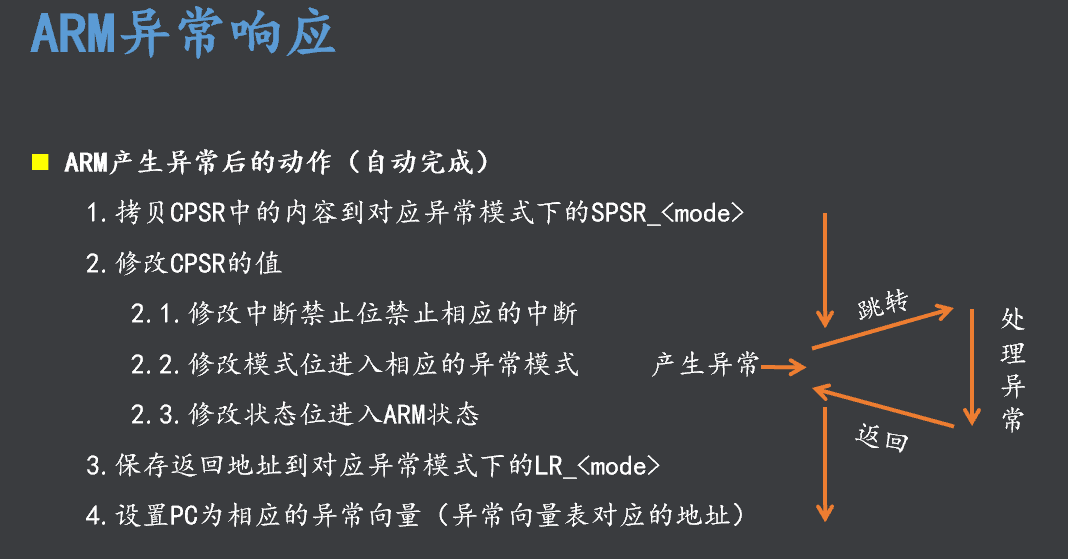 ARM异常响应
ARM产生异常后的动作（自动完成）
1.拷贝CPSR中的内容到对应异常模式下的SPSR_<mode>
2.修改CPSR的值
2.1.修改中断禁止位禁止相应的中断
2.2.修改模式位进入相应的异常模式
2.3.修改状态位进入ARM状态
3.保存返回地址到对应异常模式下的LR_<mode>
4.设置PC为相应的异常向量（异常向量表对应的地址）
产生异常
跳转
处理异常
返回